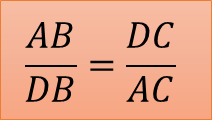 AB/DB = DC/AC